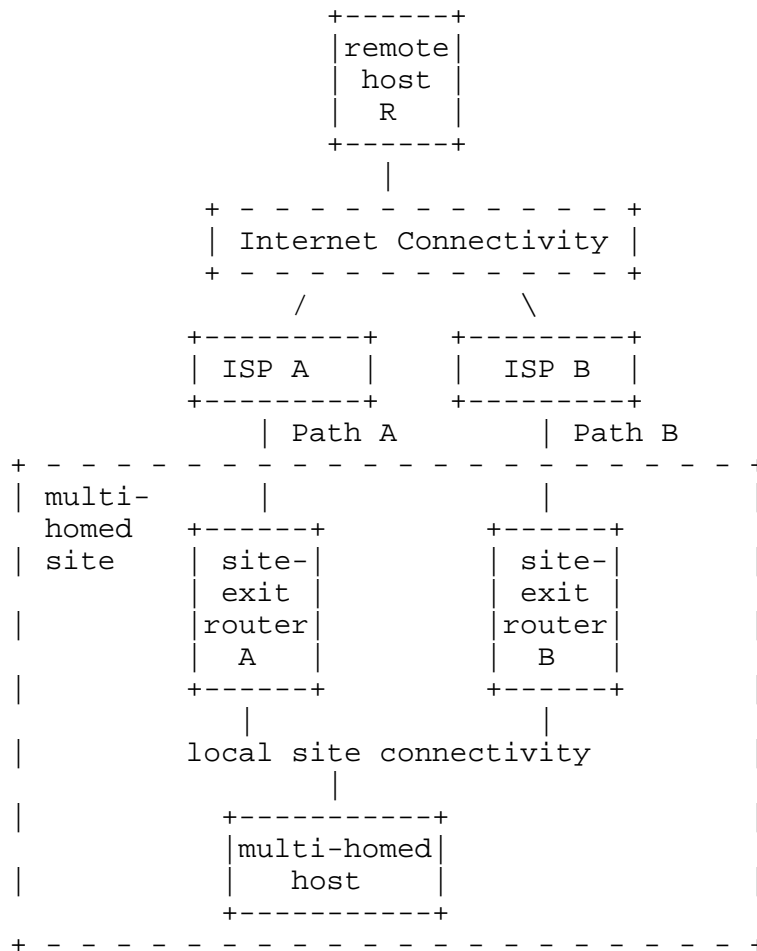 remote
host
R
Internet Connectivity
ISP A ISP B
Path A Path B
multi-
homed
site site- site-
exit exit
router router
A B
local site connectivity
multi-homed
host